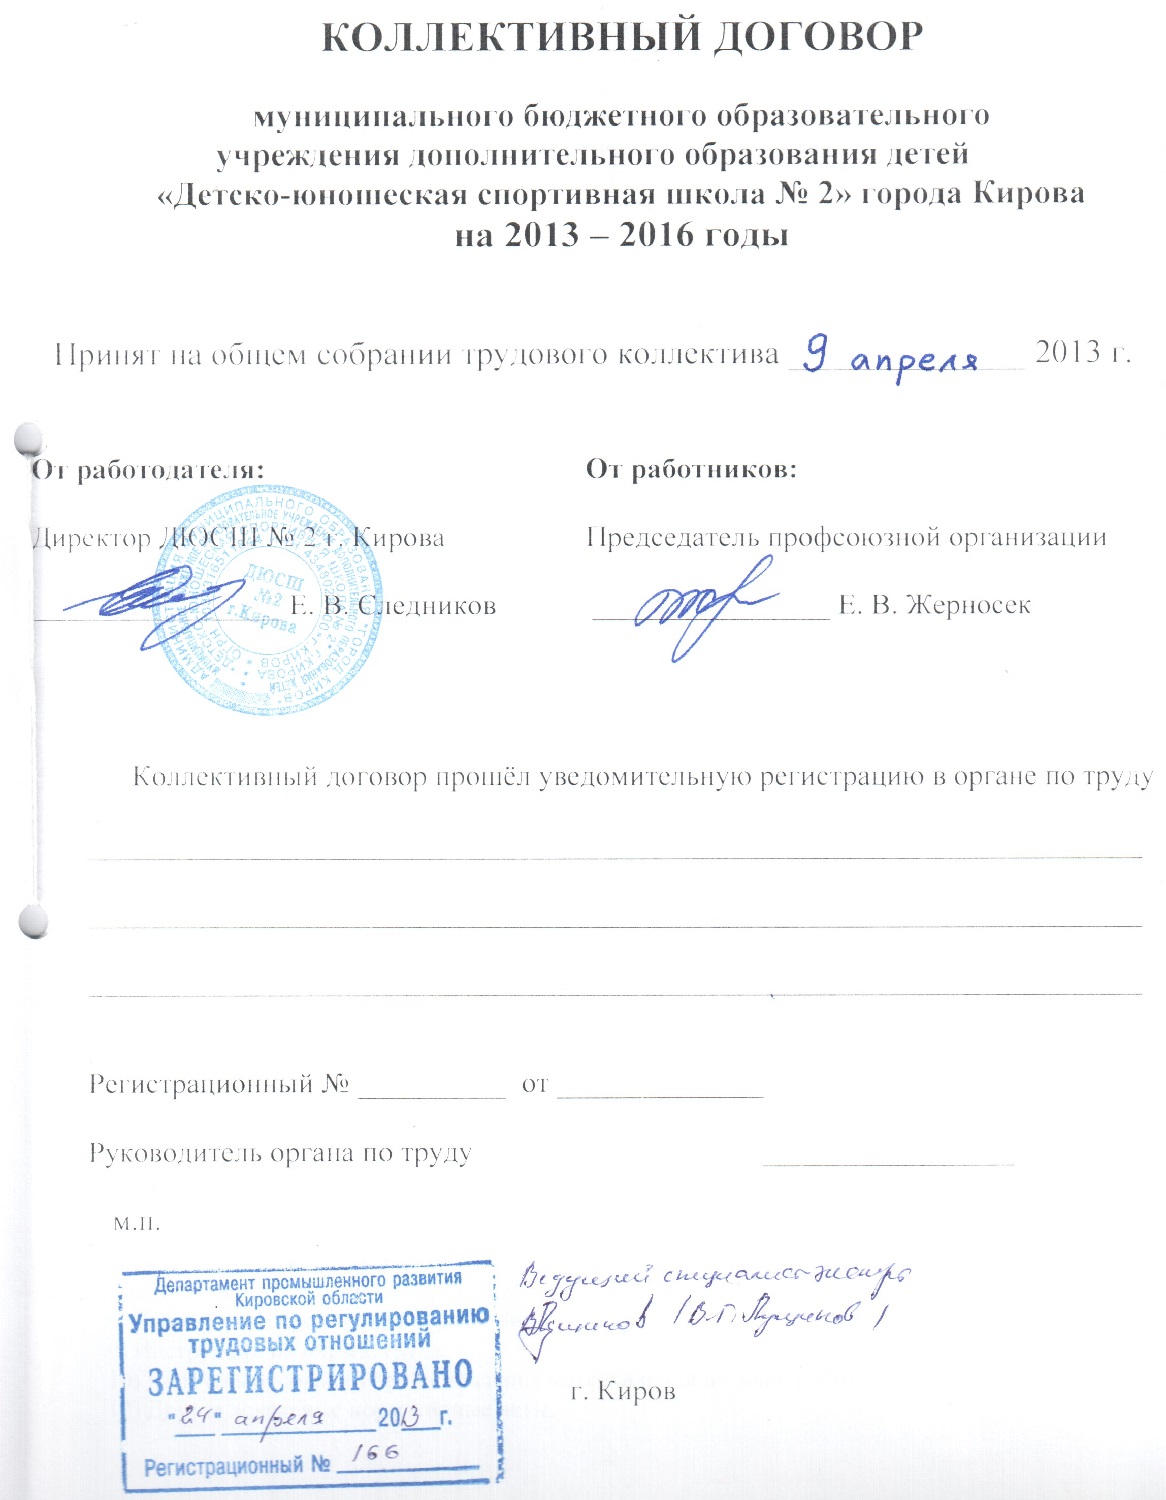 КОЛЛЕКТИВНЫЙ ДОГОВОР
муниципального бюджетного образовательного
учреждения дополнительного образования детей
«Детско-юношеская спортивная школа № 2» города Кирова
на 2013 – 2016 годы
Принят на общем собрании трудового коллектива 9 апреля 2013 г.
От работодателя:
Директор ДЮСШ № 2 г. Кирова
Е. В. Следников
ДЮСШ
№2
г.Кирова
От работников:
Председатель профсоюзной организации
Е. В. Жерносек
Коллективный договор прошёл уведомительную регистрацию в органе по труду
Регистрационный № ___________ от _______________
Руководитель органа по труду
м.п.
Департамент промышленного развития
Кировской области
Управление по регулированию
трудовых отношений
ЗАРЕГИСТРИРОВАНО
"24" апреля 2013 г.
Регистрационный № 166
Ведущий специалист-эксперт
г. Киров